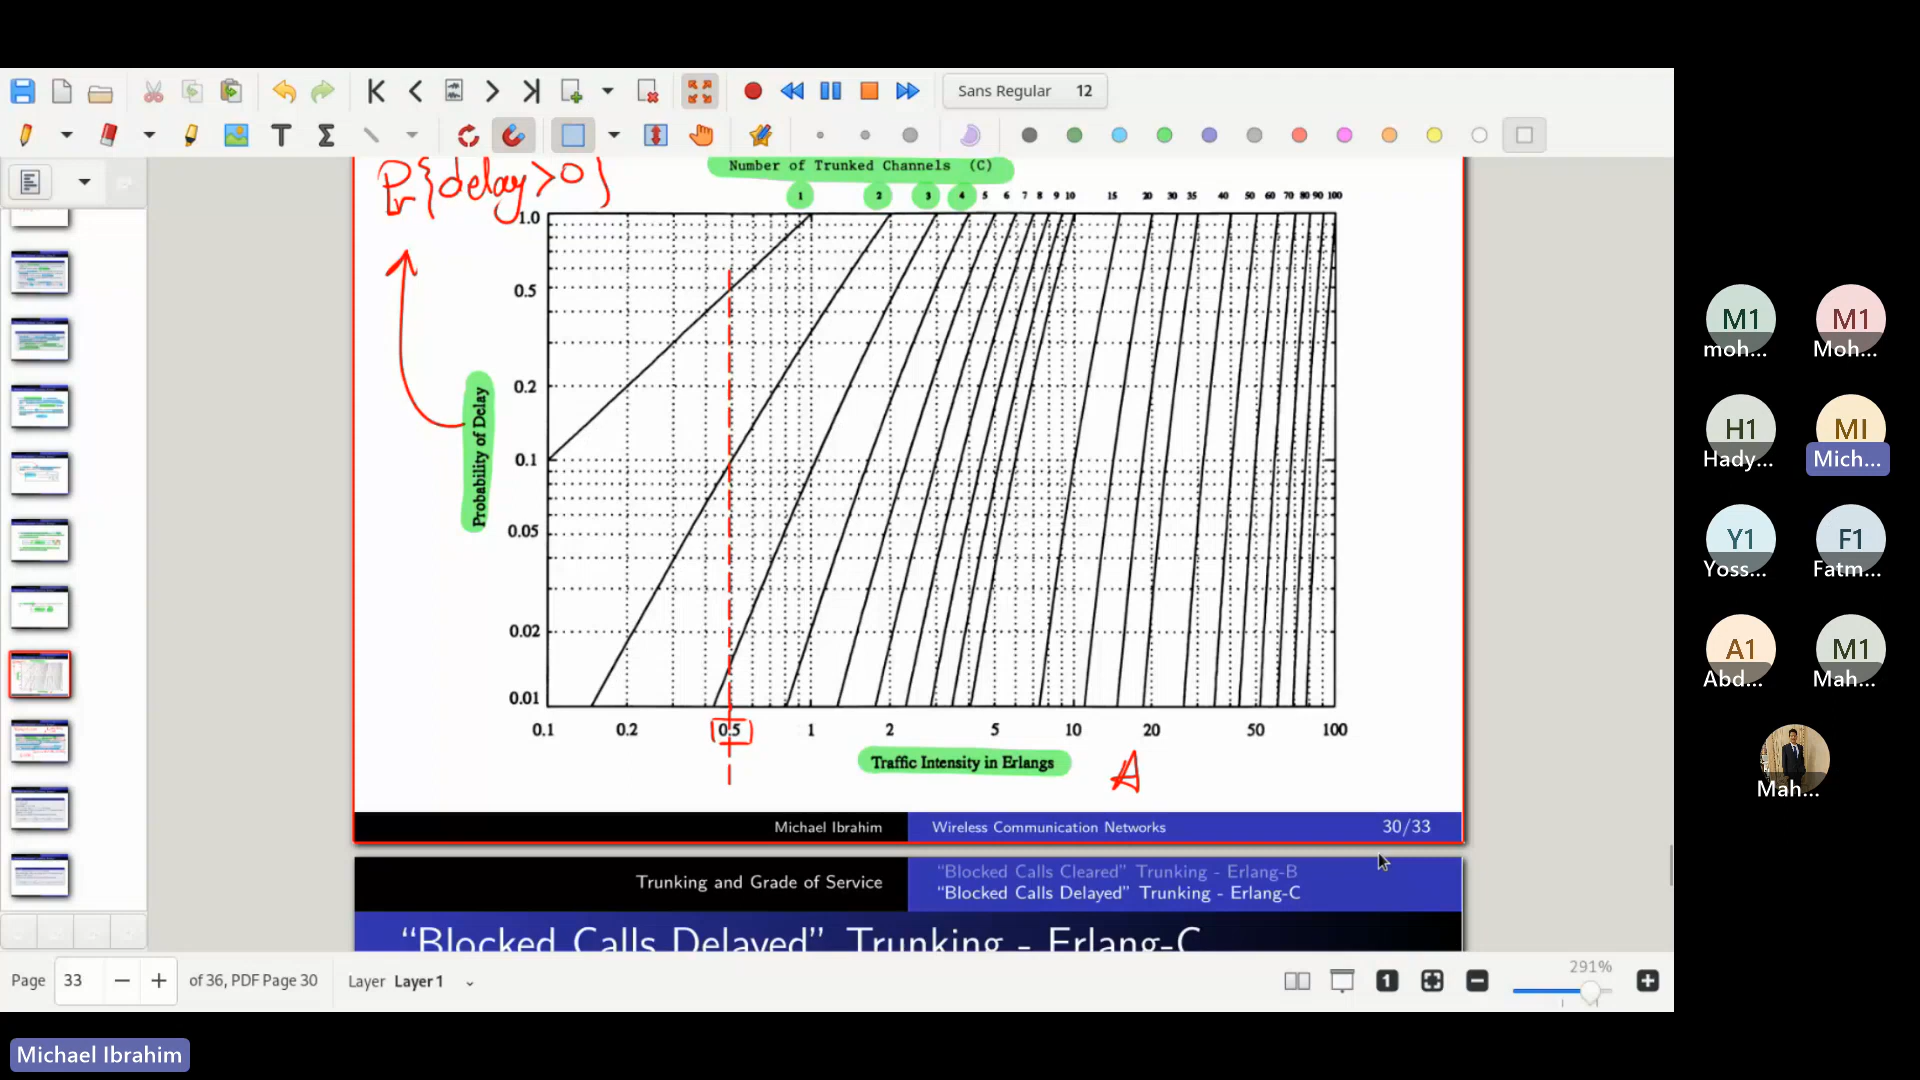 Sans Regular 12
Pr{delay>0}
Number of Trunked Channels (C)
1 2 3 4 5 6 7 8 9 10 15 20 30 35 40 50 60 70 80 90 100
1.0
0.5
0.2
0.1
0.05
0.02
0.01
Probability of Delay
0.1 0.2 0.5 1 2 5 10 20 50 100
Traffic Intensity in Erlangs
A
Michael Ibrahim Wireless Communication Networks 30/33
Trunking and Grade of Service
“Blocked Calls Cleared” Trunking - Erlang-B
“Blocked Calls Delayed” Trunking - Erlang-C
“Blocked Calls Delayed” Trunking - Erlang-C
Page 33 of 36, PDF Page 30 Layer Layer 1
1
291%
M1 M1
moh... Moh...
H1 MI
Hady... Mich...
Y1 F1
Yoss... Fatm...
A1 M1
Abd... Mah...
Mah...
Michael Ibrahim